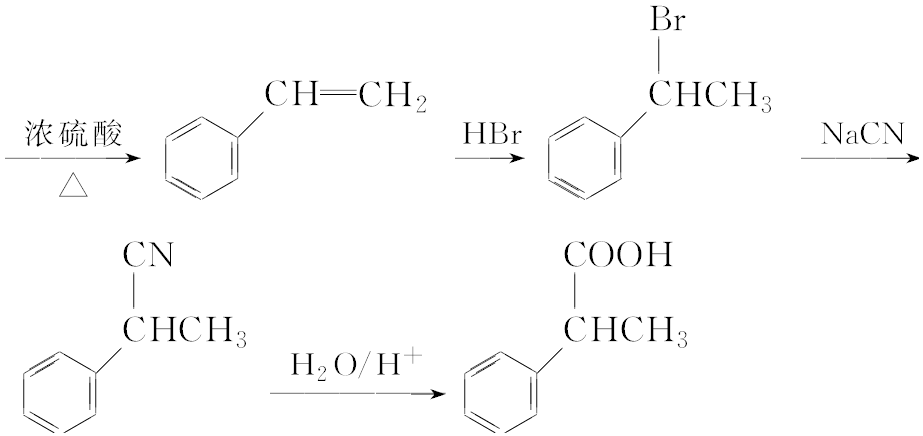 Br
浓硫酸 CH=CH₂ HBr CHCH₃ NaCN
△
CN COOH
CHCH₃ H₂O/H⁺ CHCH₃